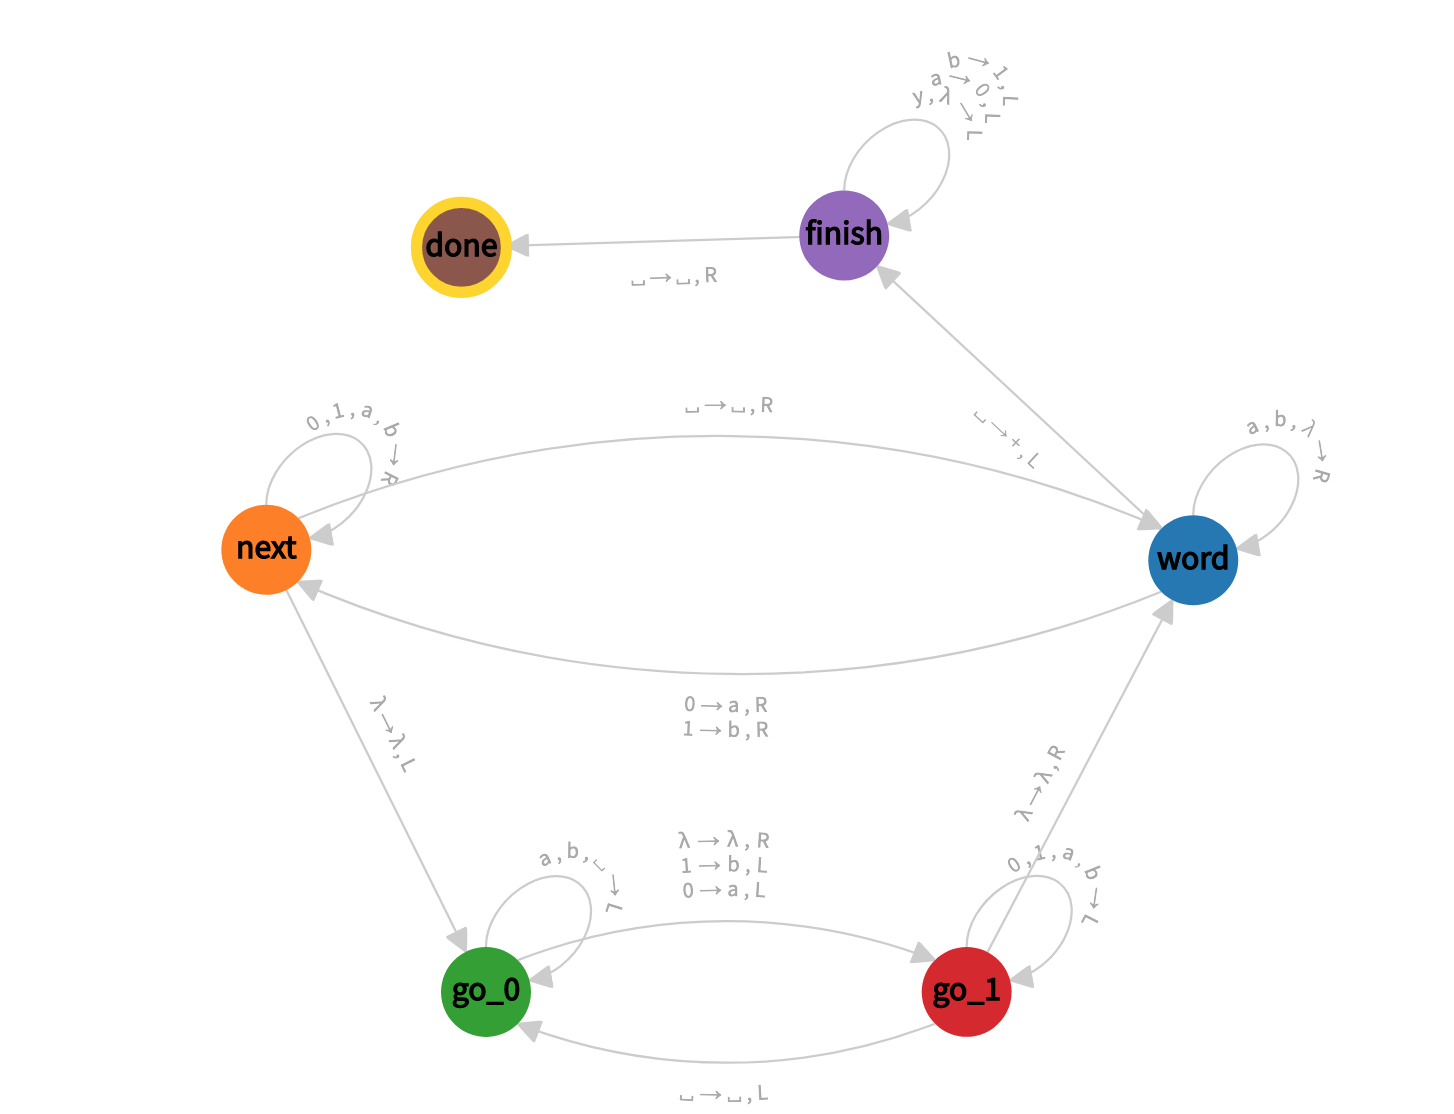 b→1,L
a→0,L
y,λ→L
done
finish
␣→␣,R
␣→␣,R
0,1,a,b→R
␣→+,L
a,b,λ→R
next
word
0→a,R
1→b,R
λ→λ,L
λ→λ,R
λ→λ,R
1→b,L
0→a,L
a,b,␣→L
0,1,a,b→L
go_0
go_1
␣→␣,L